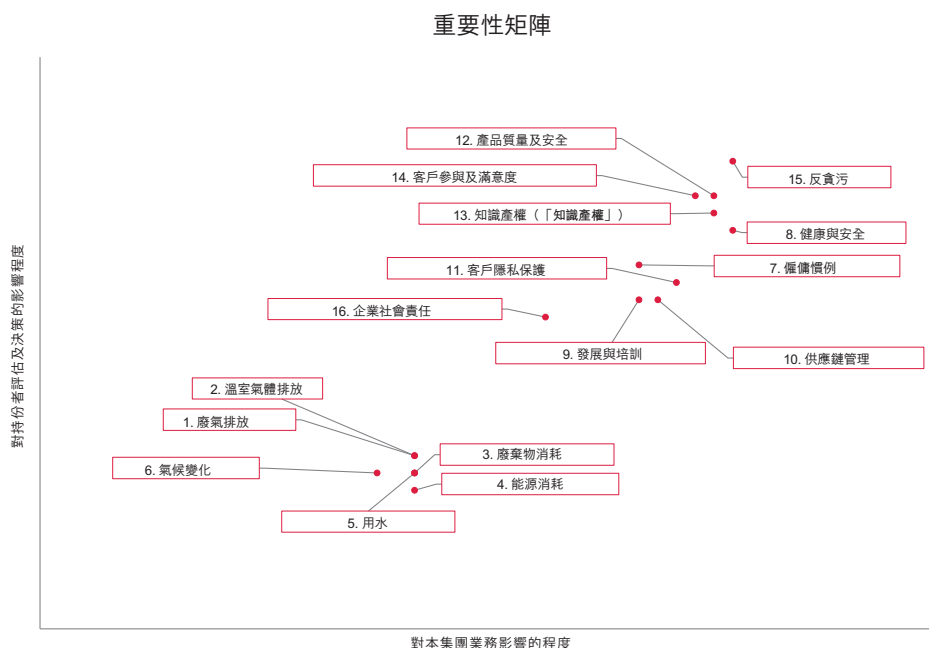 重要性矩陣
對持份者評估及決策的影響程度
12. 產品質量及安全
15. 反貪污
14. 客戶參與及滿意度
13. 知識產權（「知識產權」）
8. 健康與安全
11. 客戶隱私保護
7. 僱傭慣例
16. 企業社會責任
9. 發展與培訓
10. 供應鏈管理
2. 溫室氣體排放
1. 廢氣排放
3. 廢棄物消耗
6. 氣候變化
4. 能源消耗
5. 用水
對本集團業務影響的程度